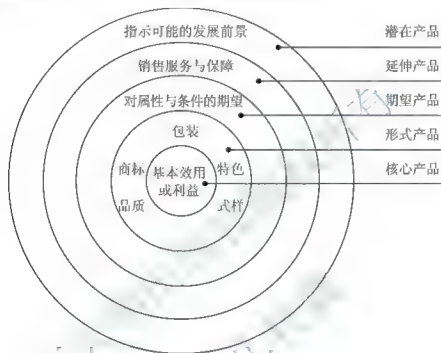 指示可能的发展前景
潜在产品
销售服务与保障
延伸产品
对属性与条件的期望
期望产品
包装
形式产品
商标
基本效用
或利益
特色
核心产品
品质
式样